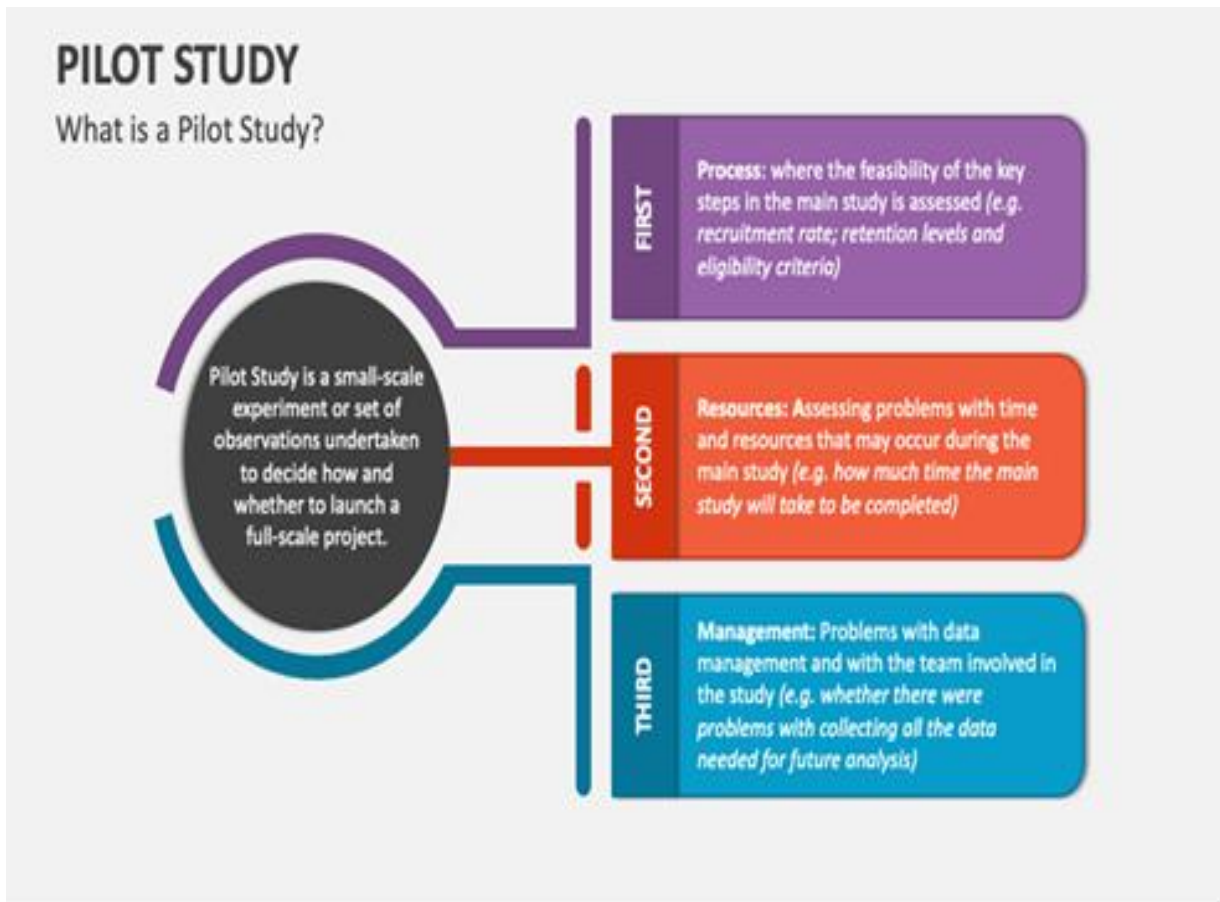 PILOT STUDY
What is a Pilot Study?
Pilot Study is a small-scale
experiment or set of
observations undertaken
to decide how and
whether to launch a
full-scale project.
FIRST
Process: where the feasibility of the key
steps in the main study is assessed (e.g.
recruitment rate; retention levels and
eligibility criteria)
SECOND
Resources: Assessing problems with time
and resources that may occur during the
main study (e.g. how much time the main
study will take to be completed)
THIRD
Management: Problems with data
management and with the team involved in
the study (e.g. whether there were
problems with collecting all the data
needed for future analysis)